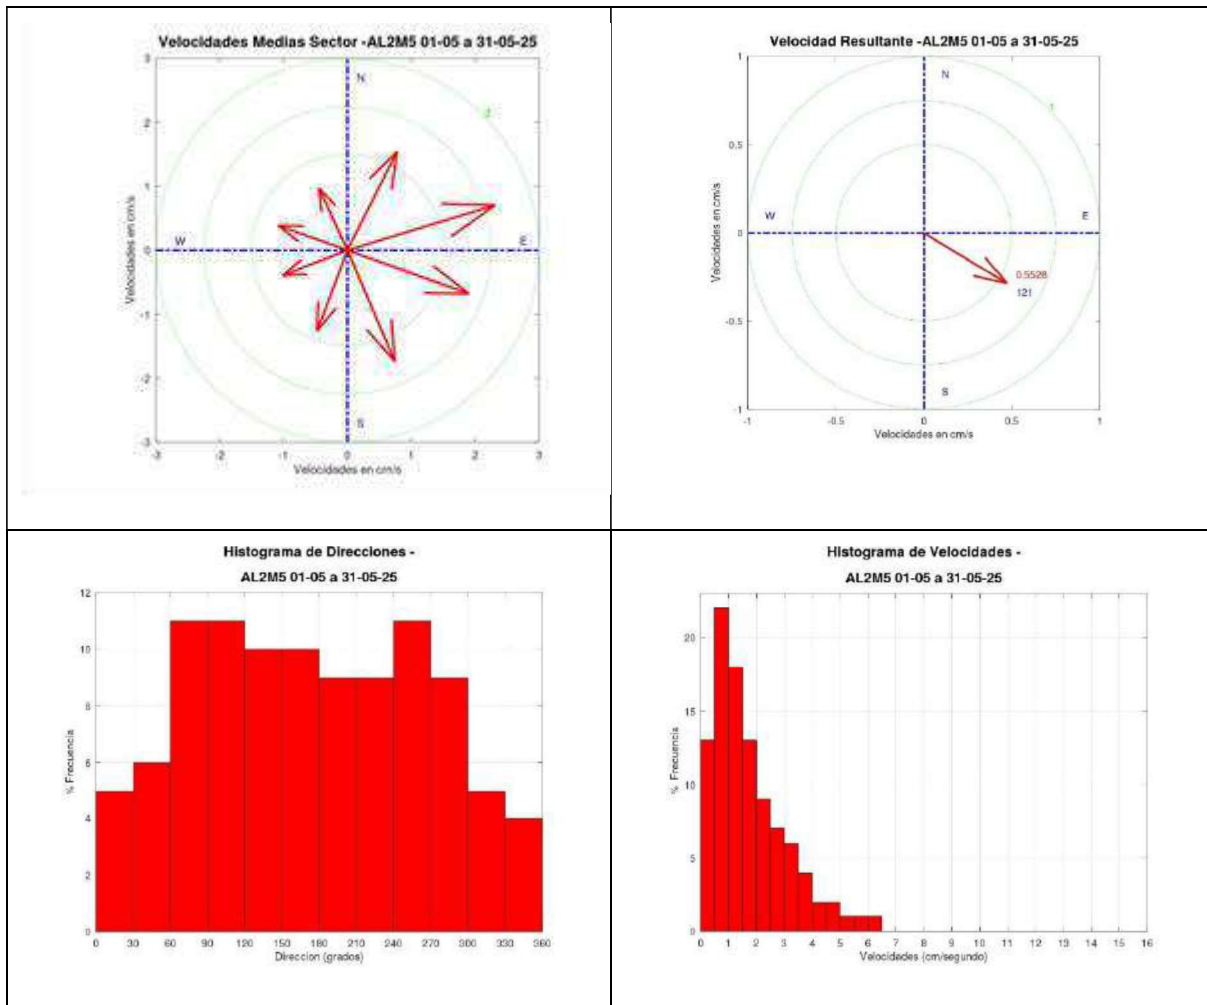 Velocidades Medias Sector -AL2M5 01-05 a 31-05-25
3
2
1
0
-1
-2
-3
Velocidades en cm/s
N
3
W
E
S
-3
-2
-1
0
1
2
3
Velocidades en cm/s
Velocidad Resultante -AL2M5 01-05 a 31-05-25
1
0.5
0
-0.5
-1
Velocidades en cm/s
N
1
W
E
0.5528
121
S
-1
-0.5
0
0.5
1
Velocidades en cm/s
Histograma de Direcciones -
AL2M5 01-05 a 31-05-25
12
10
8
6
4
2
0
% Frecuencia
0 30 60 90 120 150 180 210 240 270 300 330 360
Direccion (grados)
Histograma de Velocidades -
AL2M5 01-05 a 31-05-25
20
15
10
5
0
% Frecuencia
0 1 2 3 4 5 6 7 8 9 10 11 12 13 14 15 16
Velocidades (cm/segundo)